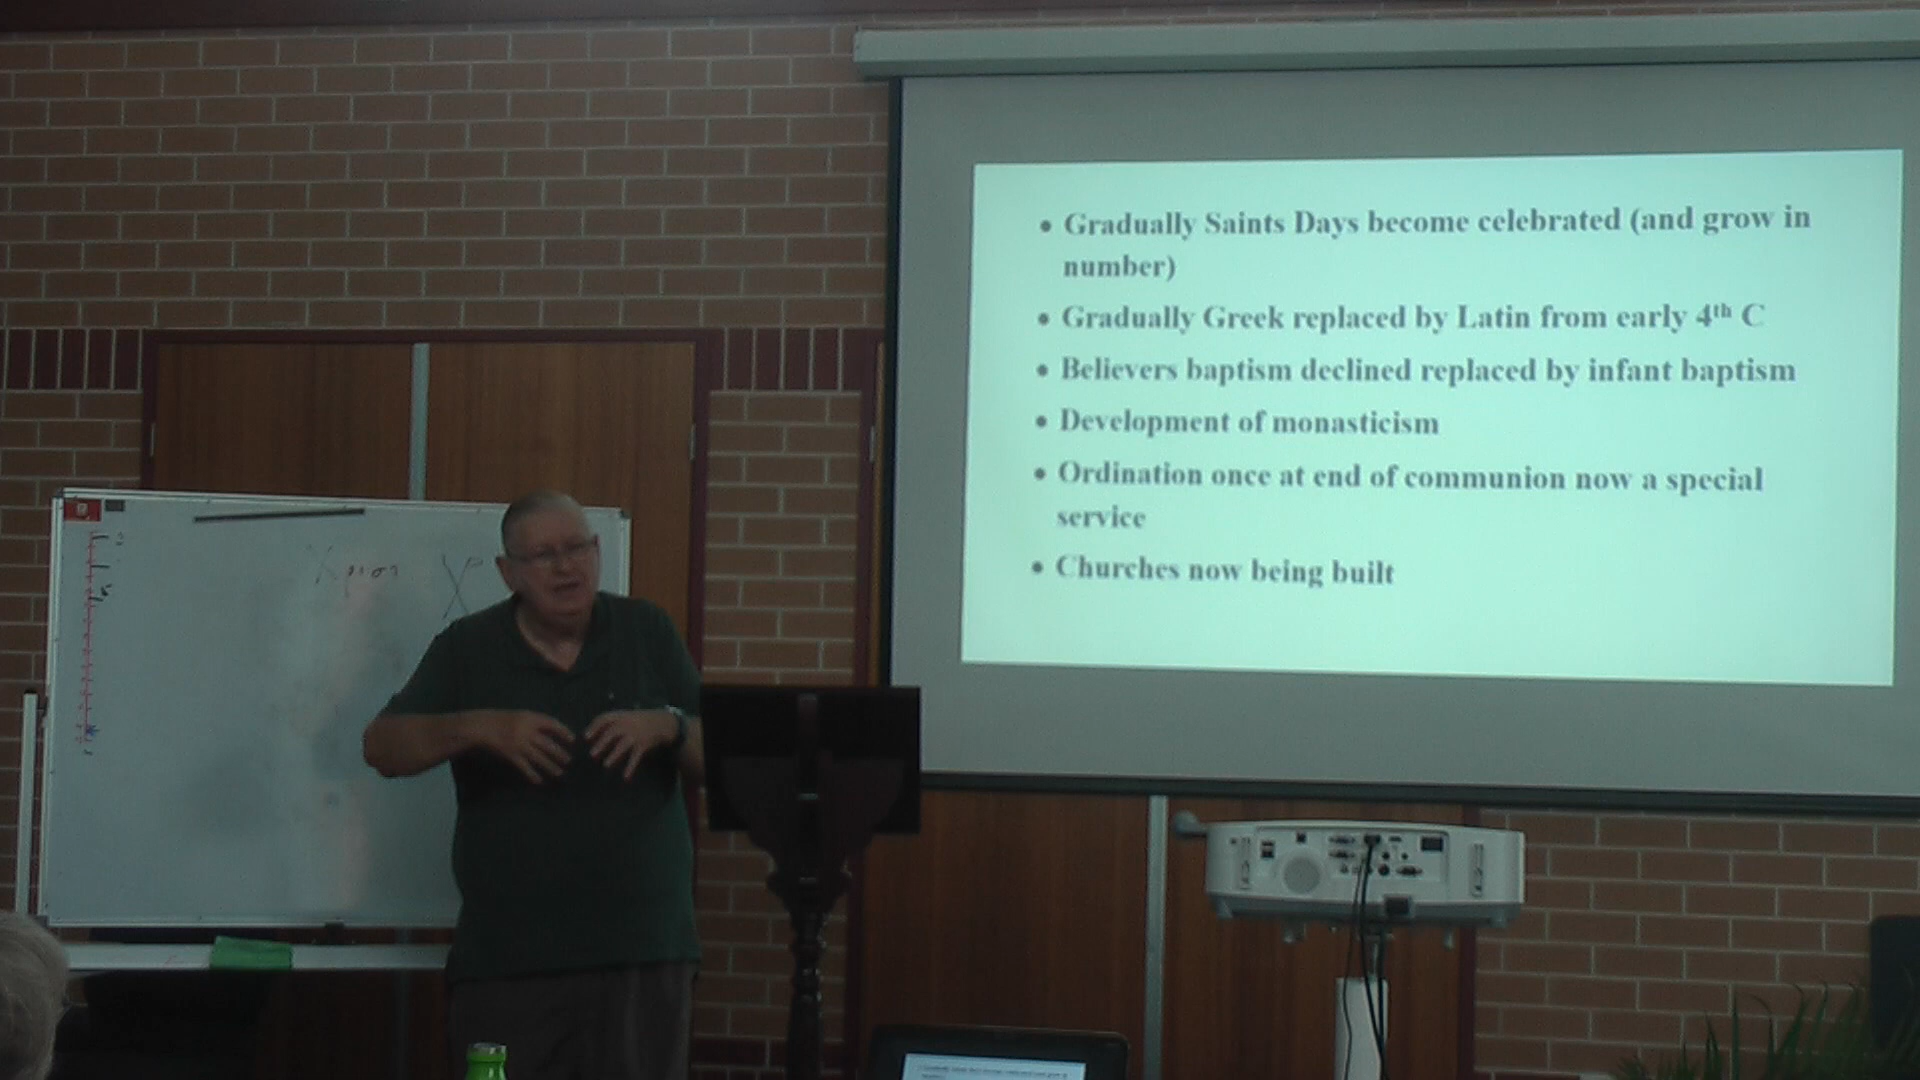 • Gradually Saints Days become celebrated (and grow in
number)
• Gradually Greek replaced by Latin from early 4th C
• Believers baptism declined replaced by infant baptism
• Development of monasticism
• Ordination once at end of communion now a special
service
• Churches now being built